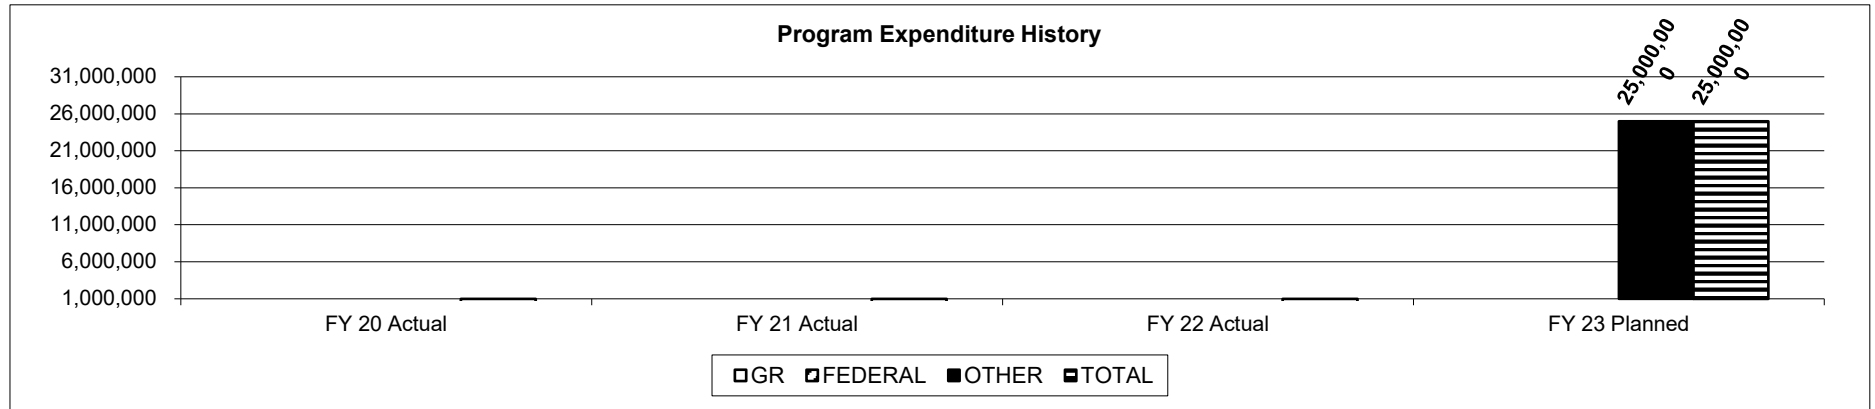 Program Expenditure History
25,000,00
0
25,000,00
0
31,000,000
26,000,000
21,000,000
16,000,000
11,000,000
6,000,000
1,000,000
FY 20 Actual
FY 21 Actual
FY 22 Actual
FY 23 Planned
GR FEDERAL OTHER TOTAL